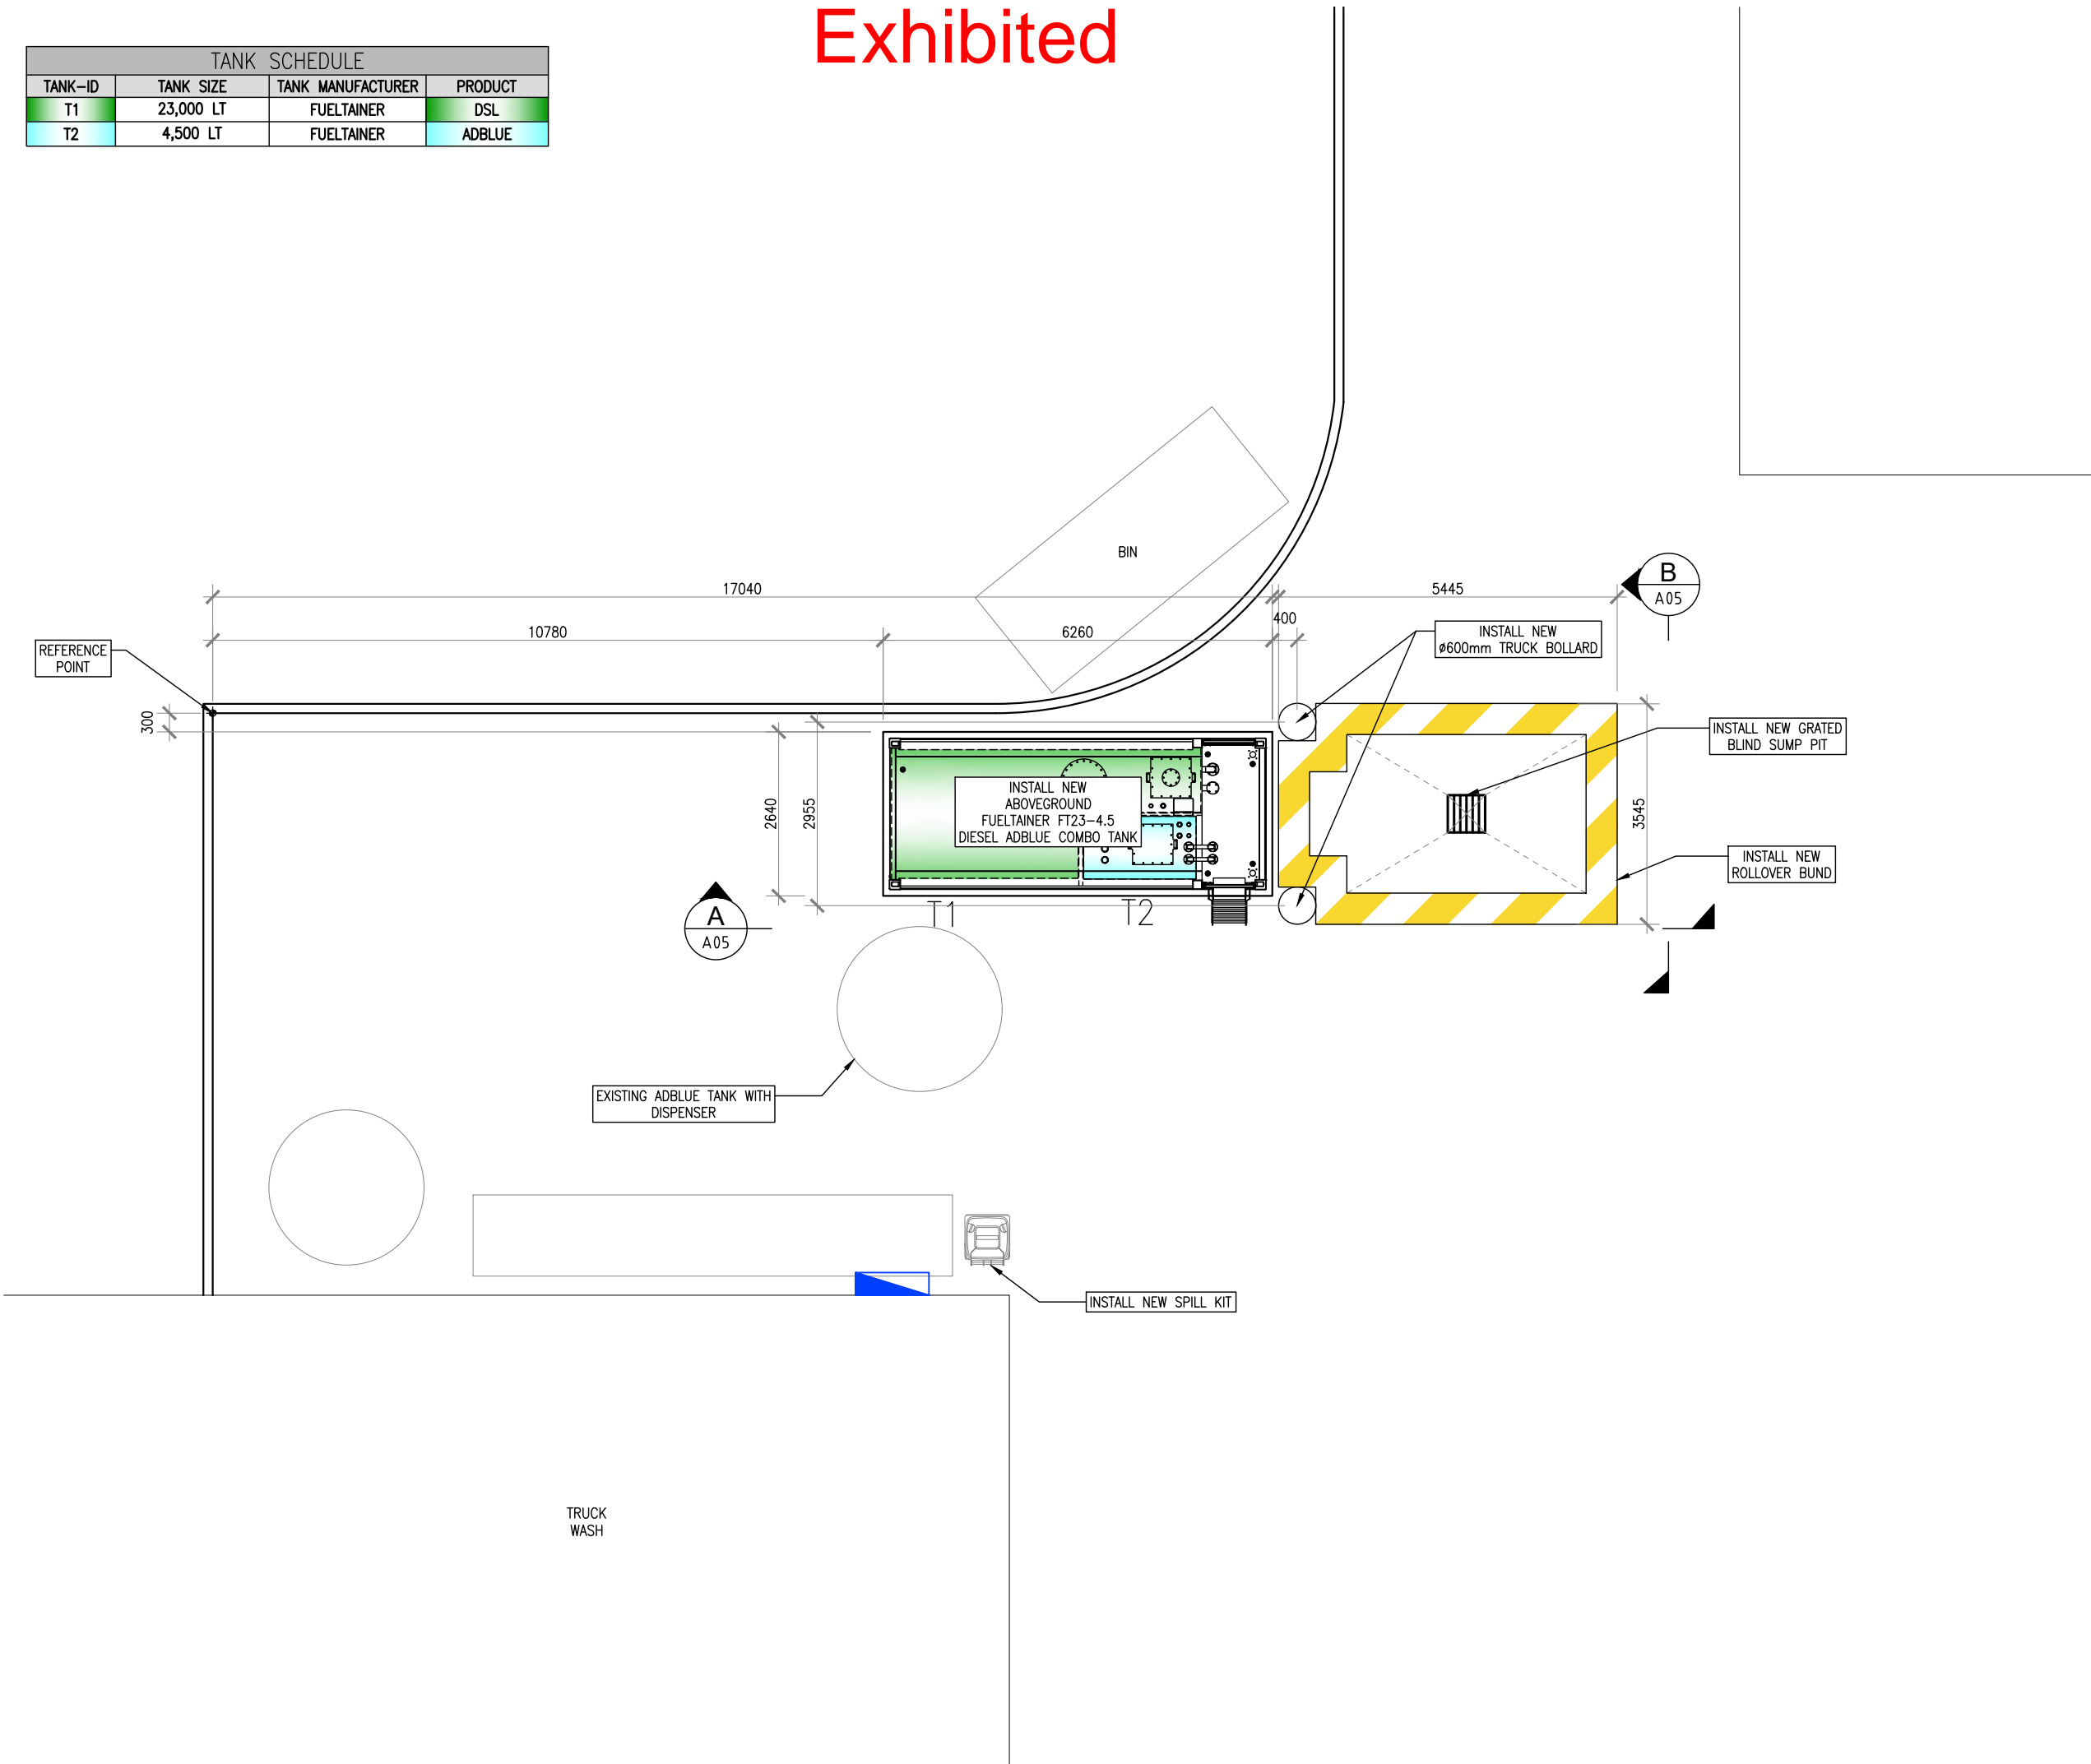 Exhibited
TANK SCHEDULE
TANK-ID TANK SIZE TANK MANUFACTURER PRODUCT
T1 23,000 LT FUELTAINER DSL
T2 4,500 LT FUELTAINER ADBLUE
BIN
17040
5445
B
A05
10780
6260
400
INSTALL NEW
ø600mm TRUCK BOLLARD
REFERENCE
POINT
300
INSTALL NEW GRATED
BLIND SUMP PIT
2640
2955
INSTALL NEW
ABOVEGROUND
FUELTAINER FT23-4.5
DIESEL ADBLUE COMBO TANK
3545
INSTALL NEW
ROLLOVER BUND
A
A05
T1
T2
EXISTING ADBLUE TANK WITH
DISPENSER
INSTALL NEW SPILL KIT
TRUCK
WASH